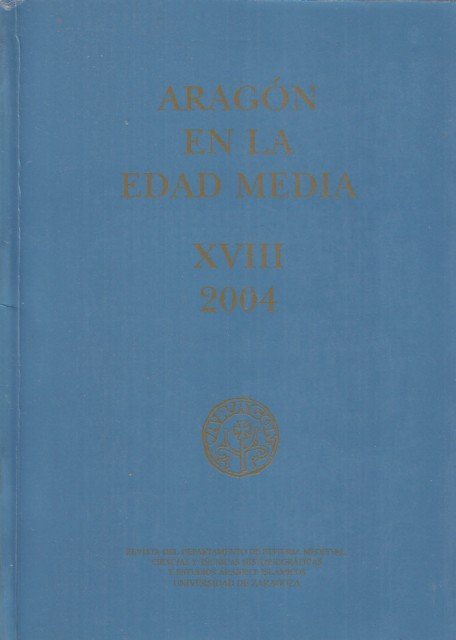 ARAGÓN
EN LA
EDAD MEDIA
XVIII
2004
REVISTA DEL DEPARTAMENTO DE HISTORIA MEDIEVAL,
CIENCIAS Y TÉCNICAS HISTORIOGRÁFICAS
Y ESTUDIOS ÁRABES E ISLÁMICOS
UNIVERSIDAD DE ZARAGOZA